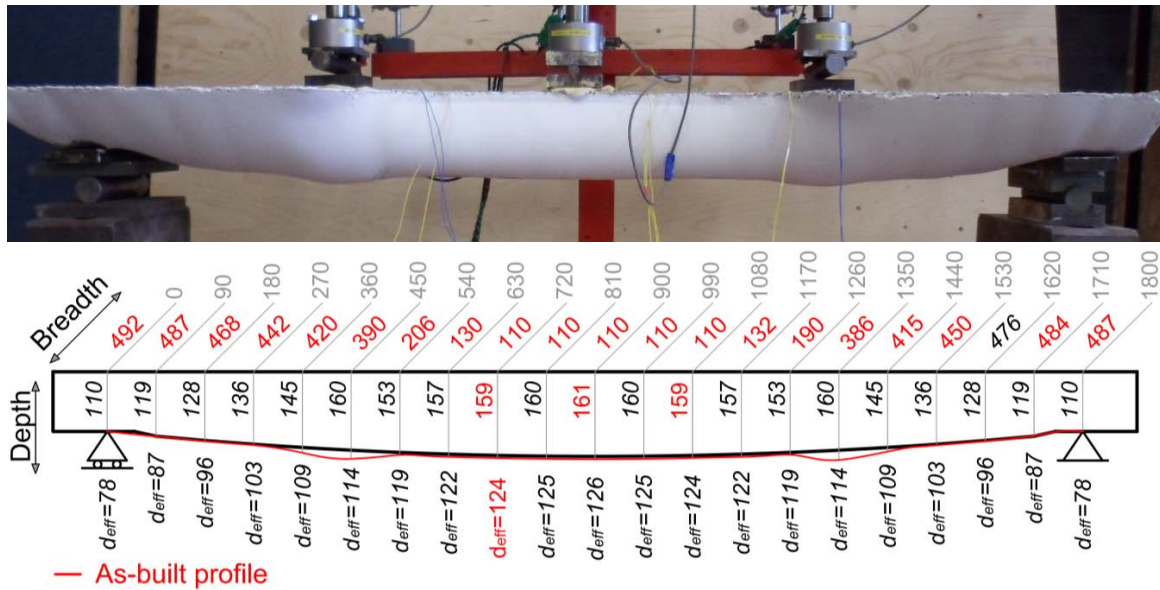 Breadth
0 90 180 270 360 450 540 630 720 810 900 990 1080 1170 1260 1350 1440 1530 1620 1710 1800
492 487 468 442 420 390 206 130 110 110 110 110 110 132 190 386 415 450 476 484 487
Depth
110 119 128 136 145 160 153 157 159 160 161 160 159 157 153 160 145 136 128 119 110
deff=78 deff=87 deff=96 deff=103 deff=109 deff=114 deff=119 deff=122 deff=124 deff=125 deff=126 deff=125 deff=124 deff=122 deff=119 deff=114 deff=109 deff=103 deff=96 deff=87 deff=78
As-built profile